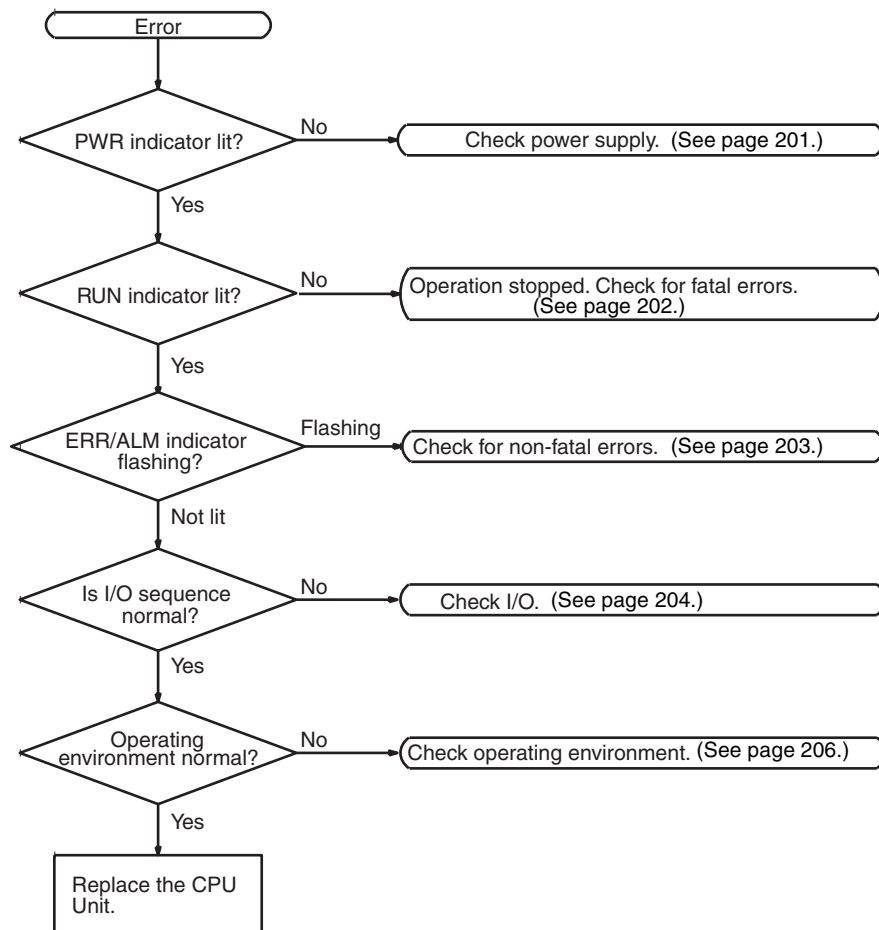 Error
PWR indicator lit?
No
Check power supply. (See page 201.)
Yes
RUN indicator lit?
No
Operation stopped. Check for fatal errors.
(See page 202.)
Yes
ERR/ALM indicator
flashing?
Flashing
Check for non-fatal errors. (See page 203.)
Not lit
Is I/O sequence
normal?
No
Check I/O. (See page 204.)
Yes
Operating
environment normal?
No
Check operating environment. (See page 206.)
Yes
Replace the CPU
Unit.